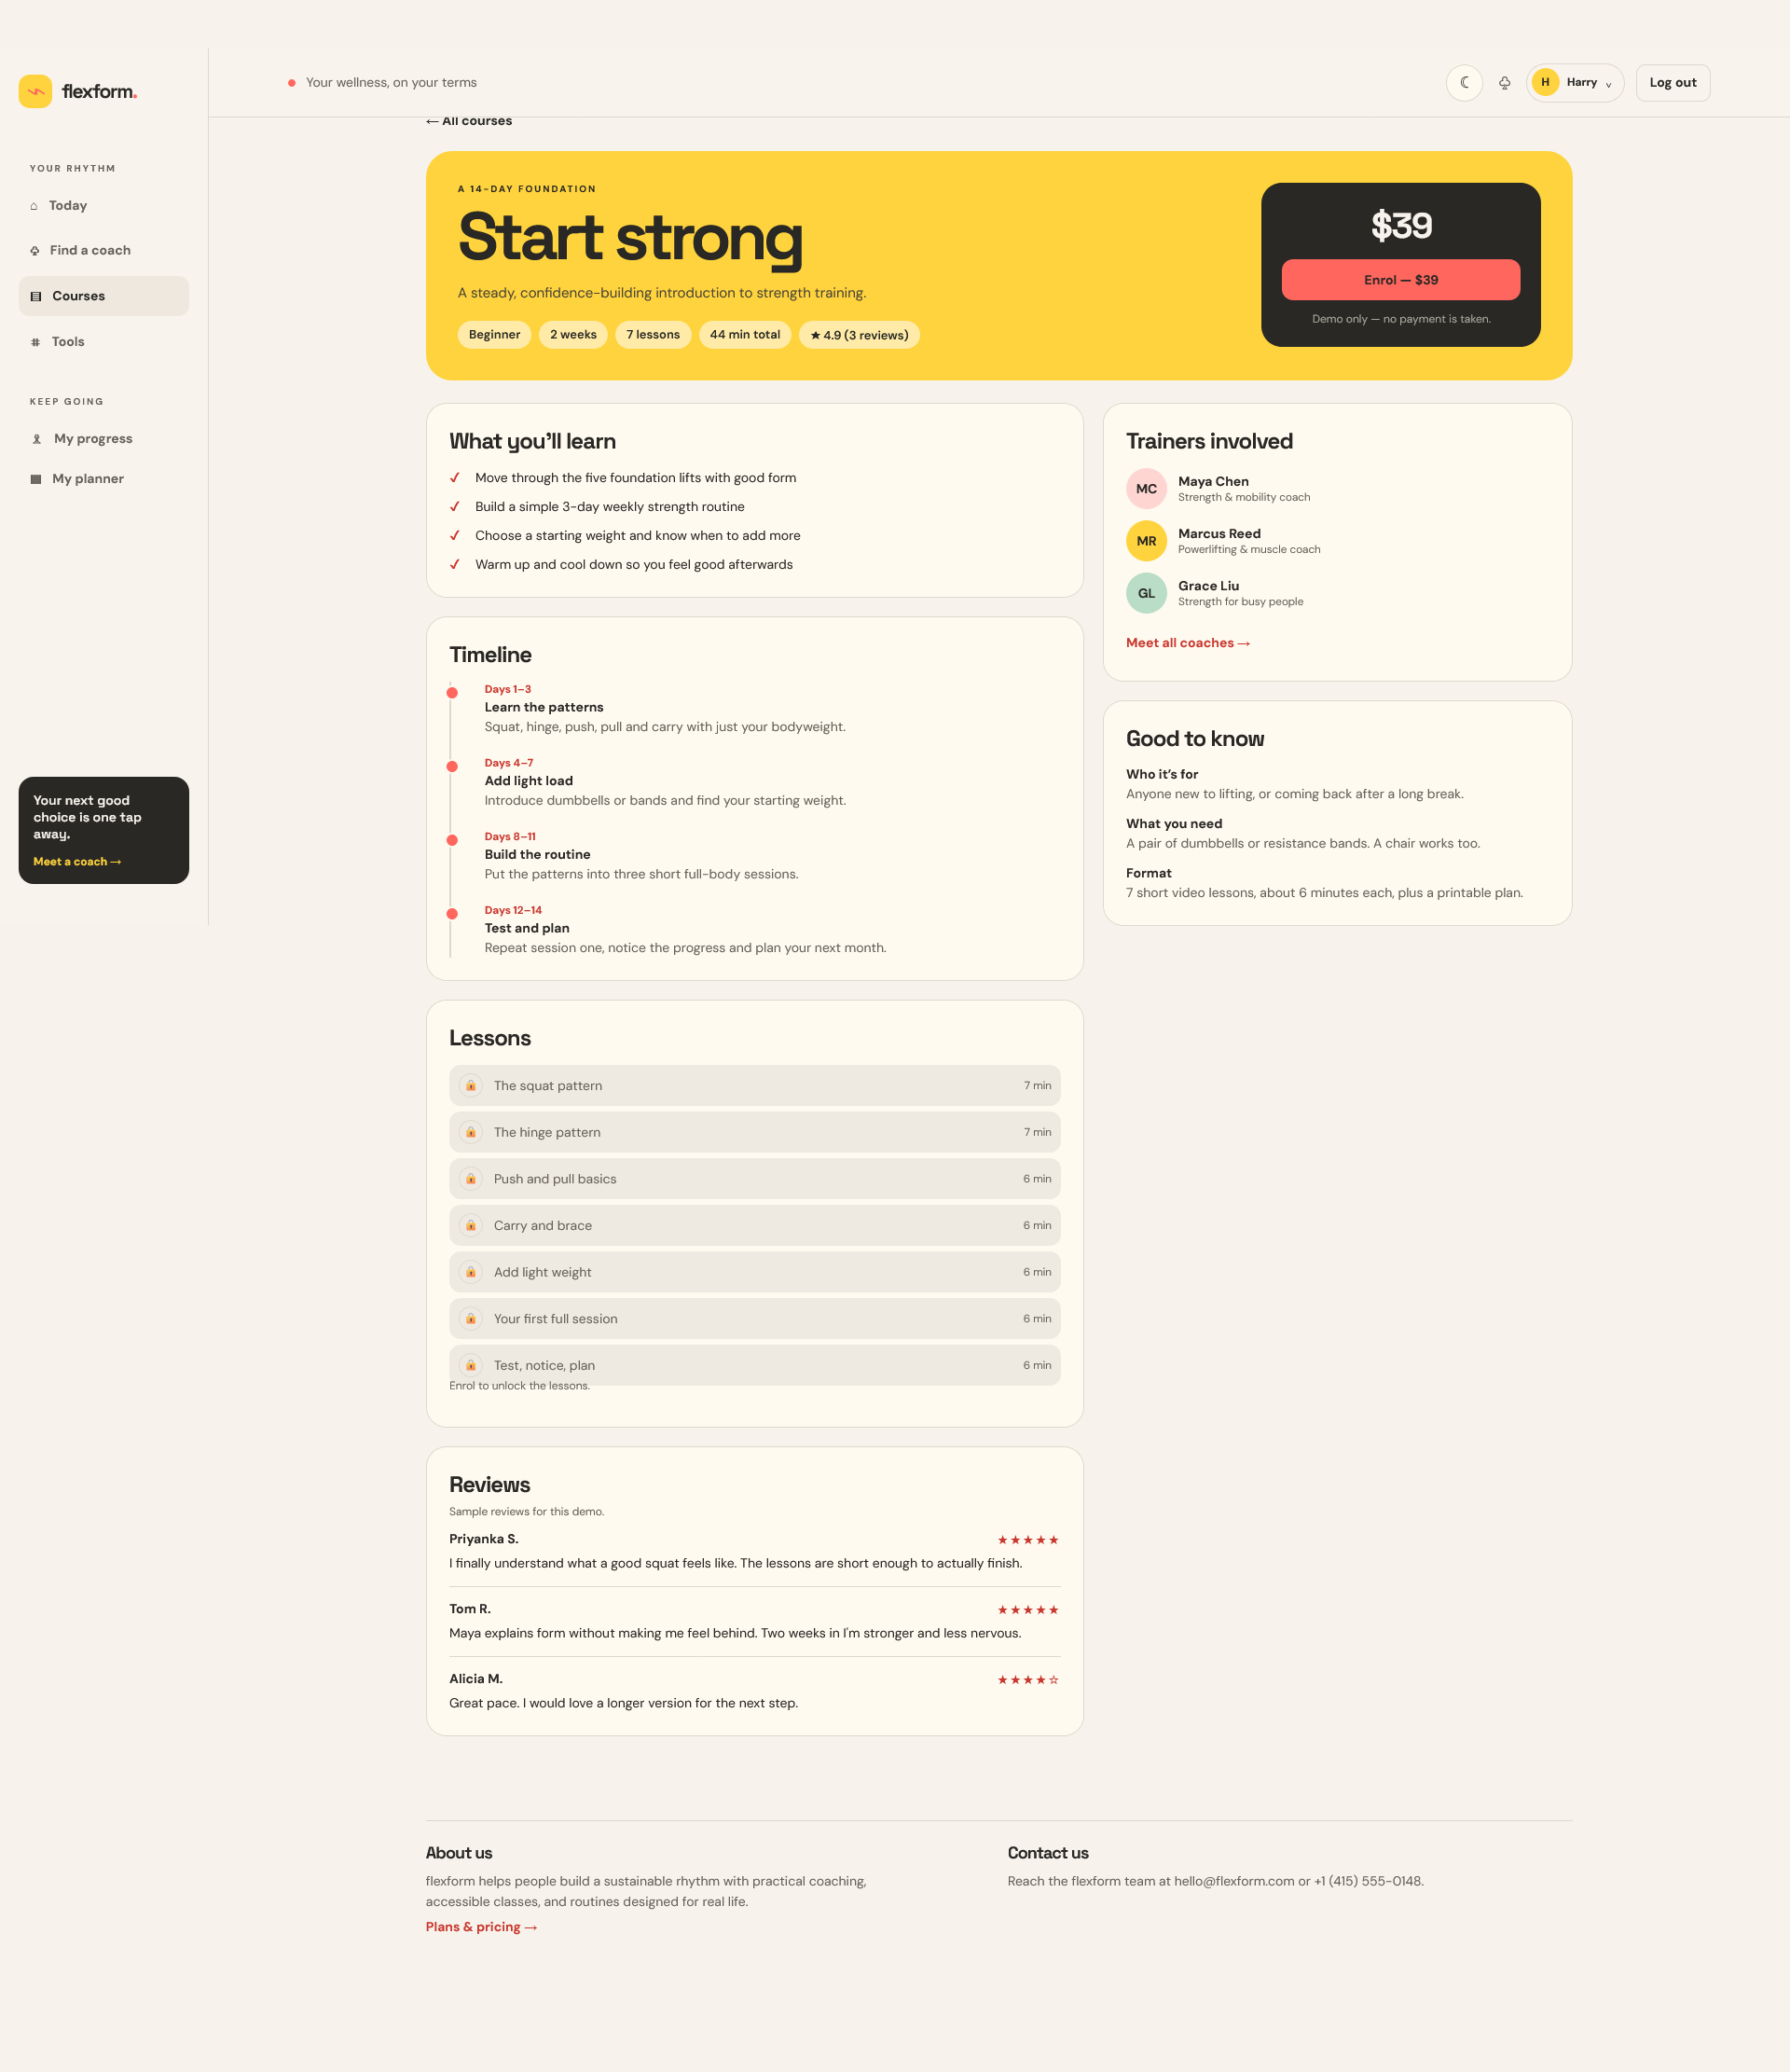 flexform.
YOUR RHYTHM
Today
Find a coach
Courses
Tools
KEEP GOING
My progress
My planner
Your next good
choice is one tap
away.
Meet a coach →
Your wellness, on your terms
H
Harry
Log out
← All courses
A 14-DAY FOUNDATION
Start strong
A steady, confidence-building introduction to strength training.
Beginner
2 weeks
7 lessons
44 min total
★ 4.9 (3 reviews)
$39
Enrol — $39
Demo only — no payment is taken.
What you'll learn
✓ Move through the five foundation lifts with good form
✓ Build a simple 3-day weekly strength routine
✓ Choose a starting weight and know when to add more
✓ Warm up and cool down so you feel good afterwards
Timeline
Days 1–3
Learn the patterns
Squat, hinge, push, pull and carry with just your bodyweight.
Days 4–7
Add light load
Introduce dumbbells or bands and find your starting weight.
Days 8–11
Build the routine
Put the patterns into three short full-body sessions.
Days 12–14
Test and plan
Repeat session one, notice the progress and plan your next month.
Lessons
The squat pattern 7 min
The hinge pattern 7 min
Push and pull basics 6 min
Carry and brace 6 min
Add light weight 6 min
Your first full session 6 min
Test, notice, plan 6 min
Enrol to unlock the lessons.
Reviews
Sample reviews for this demo.
Priyanka S. ★★★★★
I finally understand what a good squat feels like. The lessons are short enough to actually finish.
Tom R. ★★★★★
Maya explains form without making me feel behind. Two weeks in I'm stronger and less nervous.
Alicia M. ★★★★☆
Great pace. I would love a longer version for the next step.
Trainers involved
MC
Maya Chen
Strength & mobility coach
MR
Marcus Reed
Powerlifting & muscle coach
GL
Grace Liu
Strength for busy people
Meet all coaches →
Good to know
Who it's for
Anyone new to lifting, or coming back after a long break.
What you need
A pair of dumbbells or resistance bands. A chair works too.
Format
7 short video lessons, about 6 minutes each, plus a printable plan.
About us
flexform helps people build a sustainable rhythm with practical coaching,
accessible classes, and routines designed for real life.
Plans & pricing →
Contact us
Reach the flexform team at hello@flexform.com or +1 (415) 555-0148.